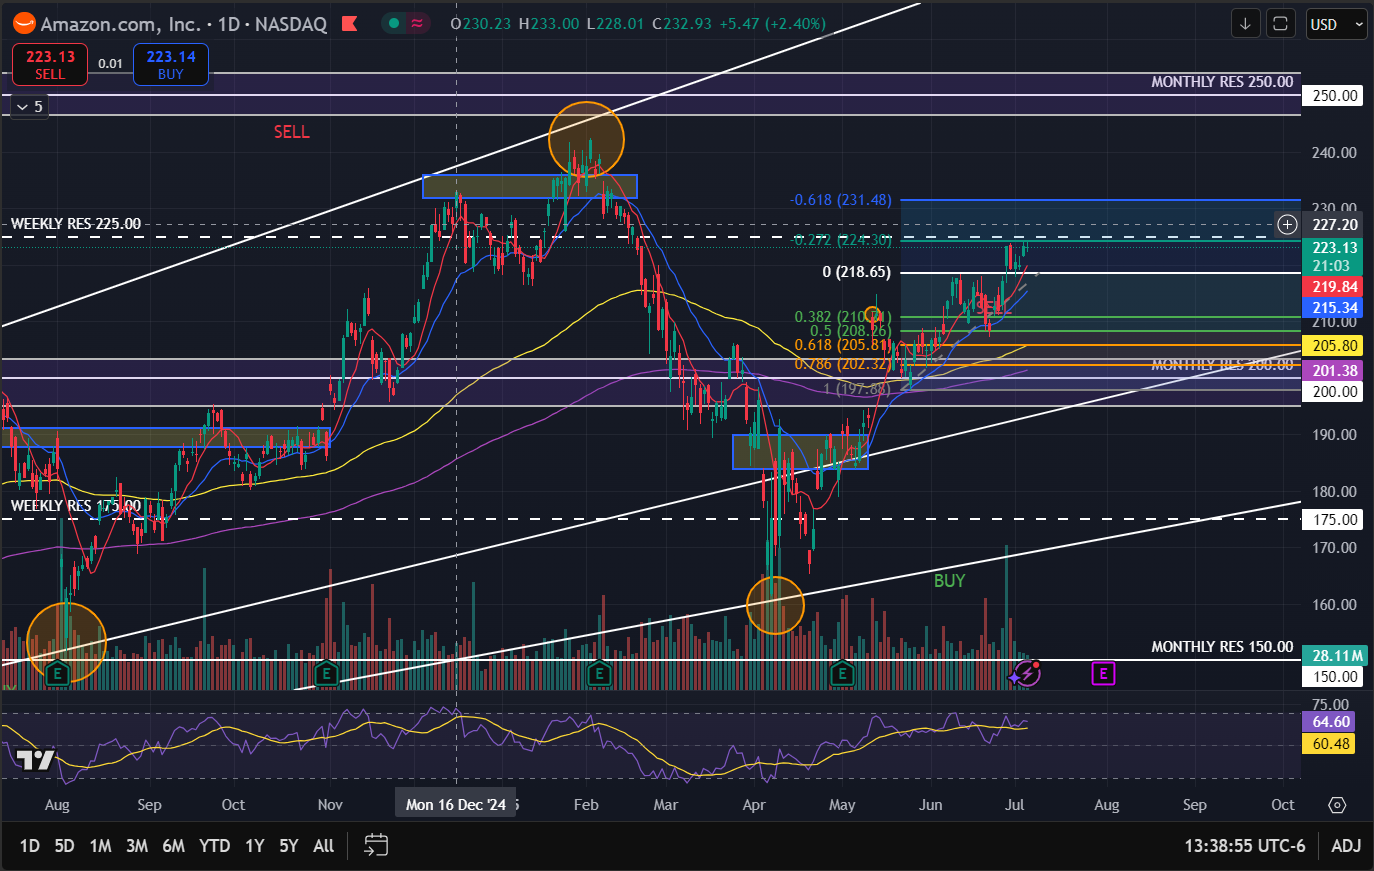 Amazon.com, Inc. · 1D · NASDAQ O230.23 H233.00 L228.01 C232.93 +5.47 (+2.40%)
USD
223.13 0.01 223.14
SELL BUY
5
MONTHLY RES 250.00
250.00
SELL
240.00
-0.618 (231.48)
230.00
WEEKLY RES 225.00
227.20
-0.272 (224.30)
223.13
21:03
0 (218.65)
219.84
215.34
0.382 (210.71)
210.00
0.5 (208.26)
0.618 (205.81)
205.80
0.786 (202.32)
MONTHLY RES 200.00
201.38
1 (197.88)
200.00
190.00
180.00
WEEKLY RES 175.00
175.00
170.00
BUY
160.00
MONTHLY RES 150.00
28.11M
E E E E E
150.00
75.00
64.60
60.48
Aug Sep Oct Nov Mon 16 Dec '24 Feb Mar Apr May Jun Jul Aug Sep Oct
1D 5D 1M 3M 6M YTD 1Y 5Y All 13:38:55 UTC-6 ADJ